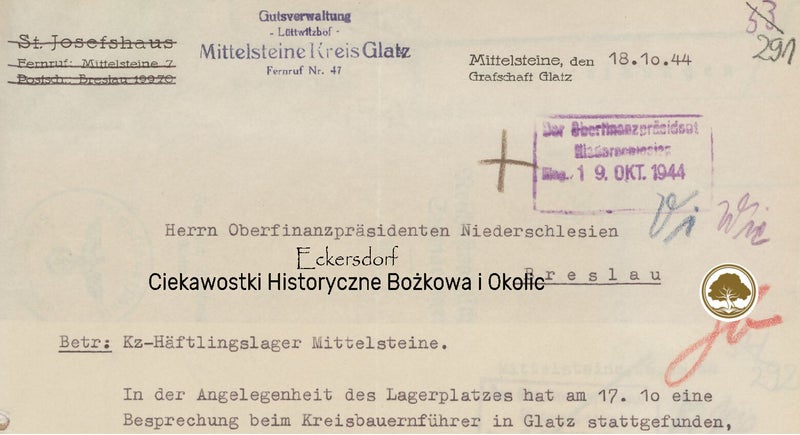 St. Josefshaus
Fernruf: Mittelsteine 7
Postsch. Breslau 19970
Gutsverwaltung
- Lüttwitzhof -
Mittelsteine Kreis Glatz
Fernruf Nr. 47
Mittelsteine, den 18.1o.44
Grafschaft Glatz
53
291
Der Oberfinanzpräsident
Niederschlesien
Eing. 19. OKT. 1944
Herrn Oberfinanzpräsidenten Niederschlesien
Eckersdorf
Ciekawostki Historyczne Bożkowa i Okolic
Breslau
Betr: Kz-Häftlingslager Mittelsteine.
In der Angelegenheit des Lagerplatzes hat am 17. 1o eine
Besprechung beim Kreisbauernführer in Glatz stattgefunden,